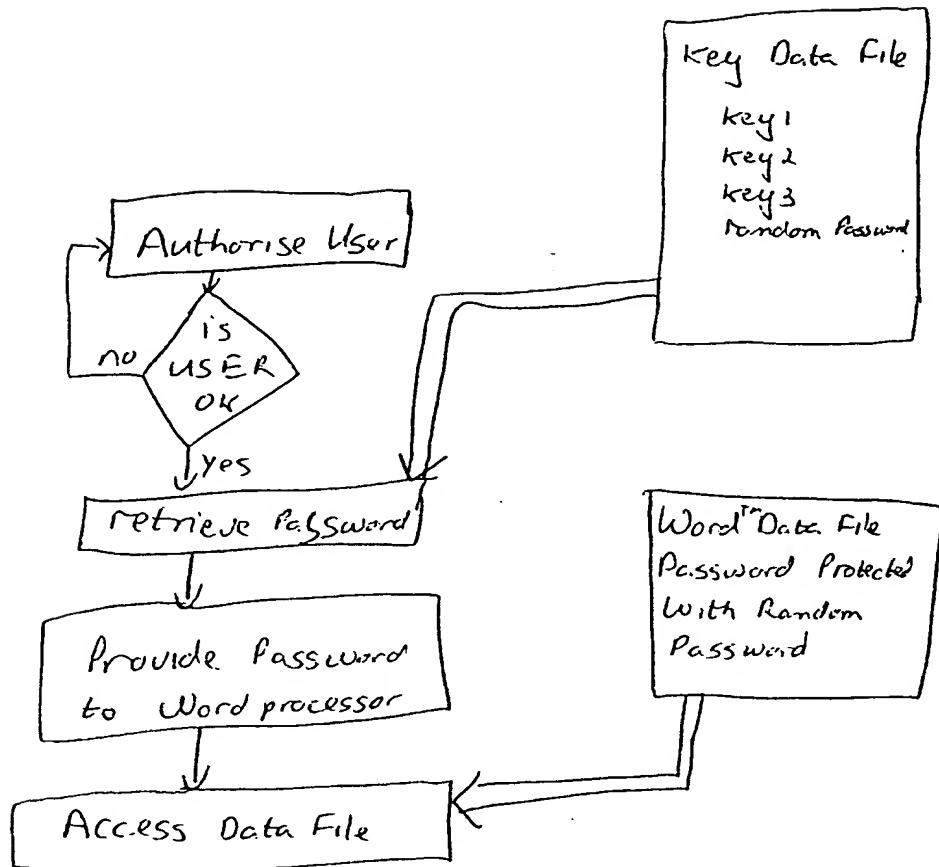 Key Data File
Key1
Key2
Key3
random Password
Authorise User
is
USER
OK
no
Yes
retrieve Password
Word™ Data File
Password Protected
With Random
Password
Provide Password
to Word processor
Access Data File